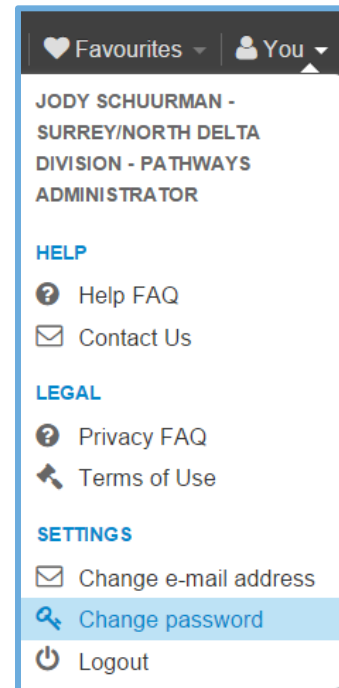 Favourites You
JODY SCHUURMAN -
SURREY/NORTH DELTA
DIVISION - PATHWAYS
ADMINISTRATOR
HELP
Help FAQ
Contact Us
LEGAL
Privacy FAQ
Terms of Use
SETTINGS
Change e-mail address
Change password
Logout